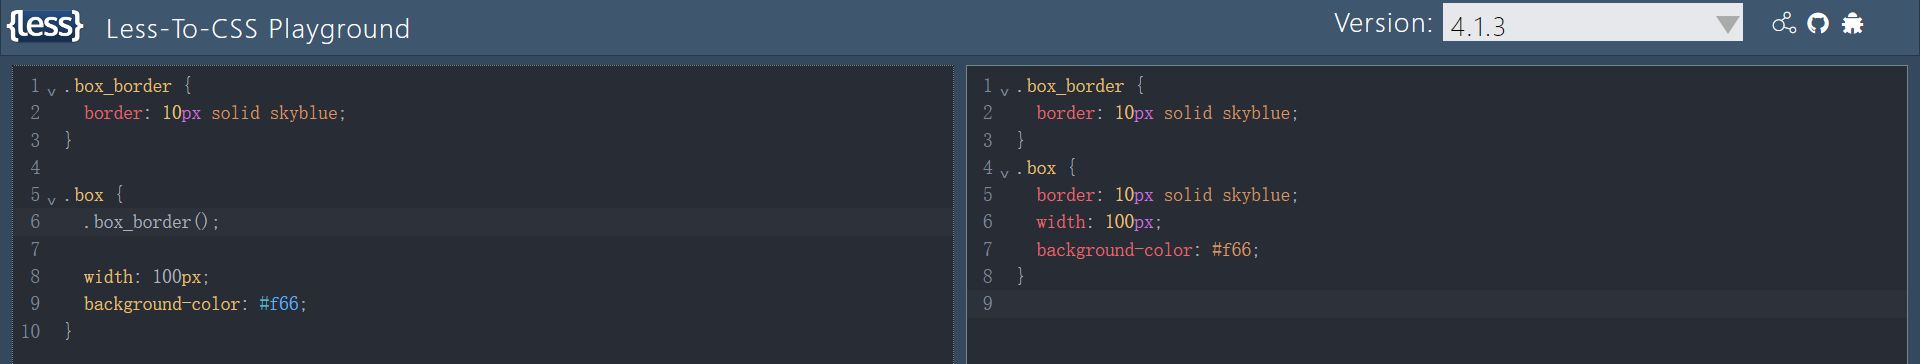 {less} Less-To-CSS Playground Version: 4.1.3
1 .box_border {
2 border: 10px solid skyblue;
3 }
4
5 .box {
6 .box_border();
7
8 width: 100px;
9 background-color: #f66;
10 }
1 .box_border {
2 border: 10px solid skyblue;
3 }
4 .box {
5 border: 10px solid skyblue;
6 width: 100px;
7 background-color: #f66;
8 }
9